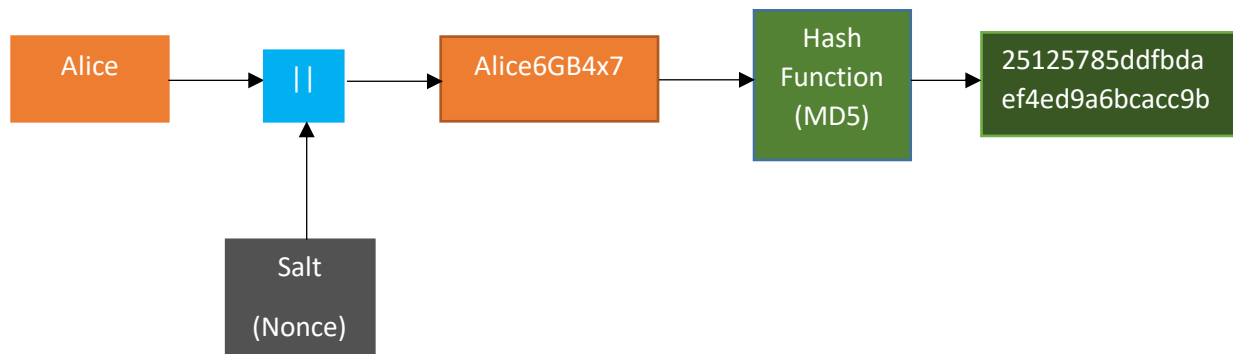 Alice
||
Alice6GB4x7
Hash
Function
(MD5)
25125785ddfbda
ef4ed9a6bcacc9b
Salt
(Nonce)